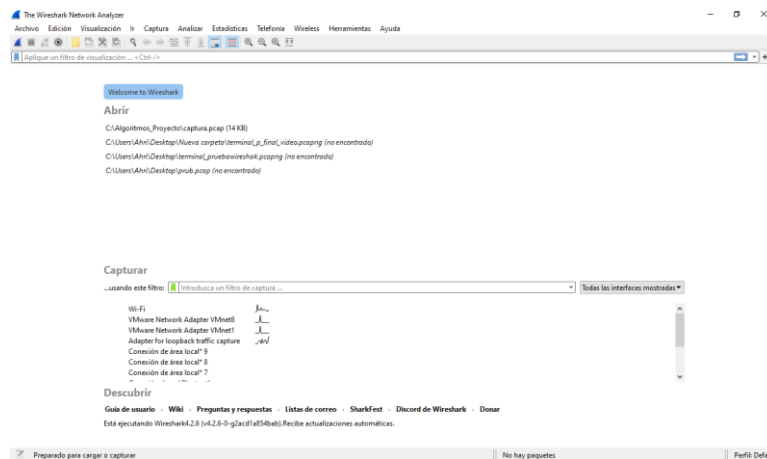 The Wireshark Network Analyzer
Archivo Edición Visualización Ir Captura Analizar Estadísticas Telefonía Wireless Herramientas Ayuda
Aplique un filtro de visualización ... <Ctrl-/>
Welcome to Wireshark
Abrir
C:\Algoritmos_Proyecto\captura.pcap (14 KB)
C:\Users\Ahri\Desktop\Nueva carpeta\terminal_p_final_video.pcapng (no encontrado)
C:\Users\Ahri\Desktop\terminal_pruebawireshak.pcapng (no encontrado)
C:\Users\Ahri\Desktop\prub.pcap (no encontrado)
Capturar
...usando este filtro: Introduzca un filtro de captura ... Todas las interfaces mostradas
Wi-Fi
VMware Network Adapter VMnet8
VMware Network Adapter VMnet1
Adapter for loopback traffic capture
Conexión de área local* 9
Conexión de área local* 8
Conexión de área local* 7
Descubrir
Guía de usuario · Wiki · Preguntas y respuestas · Listas de correo · SharkFest · Discord de Wireshark · Donar
Está ejecutando Wireshark4.2.6 (v4.2.6-0-g2acd1a854bab).Recibe actualizaciones automáticas.
Preparado para cargar o capturar No hay paquetes Perfil: Defa